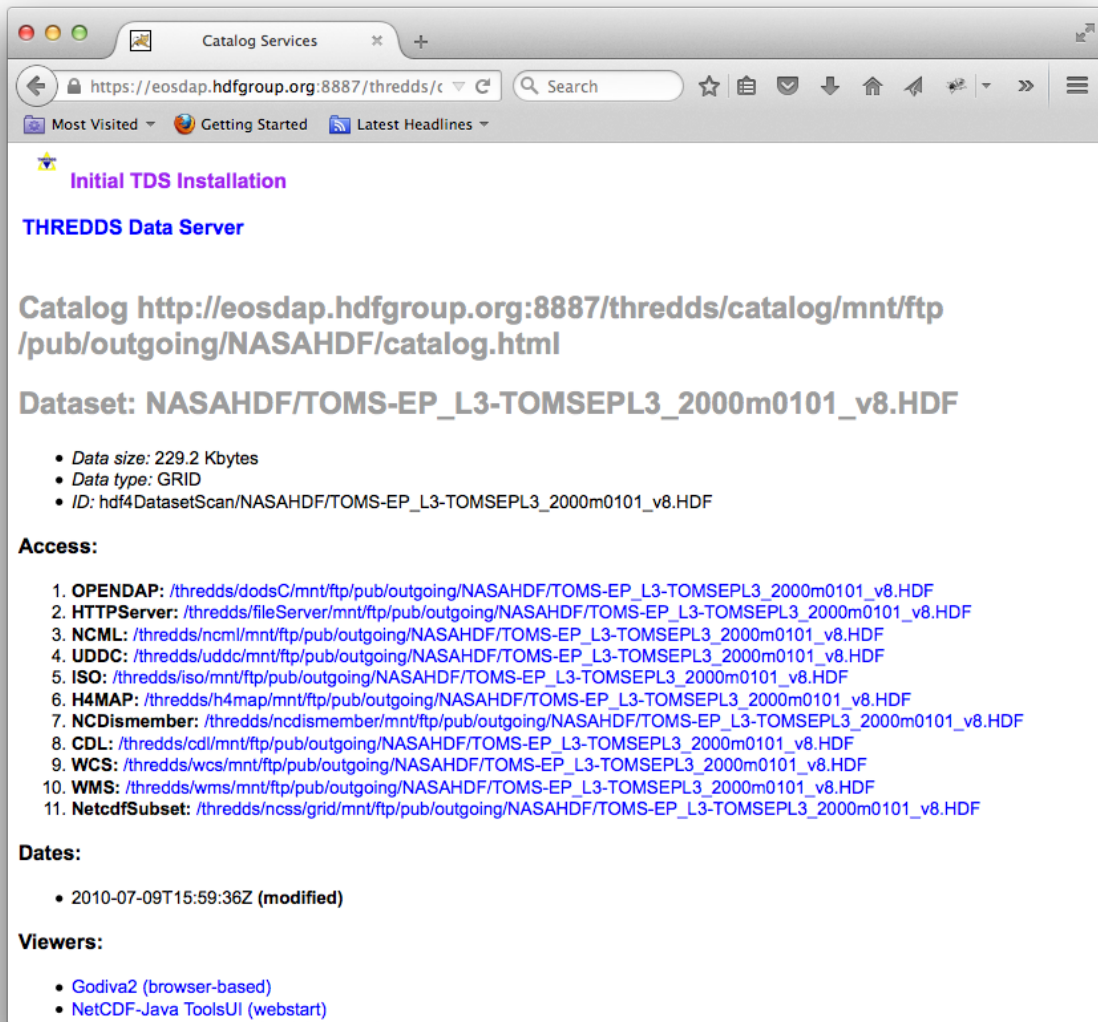 Catalog Services
https://eosdap.hdfgroup.org:8887/thredds/c
Search
Most Visited
Getting Started
Latest Headlines
Initial TDS Installation
THREDDS Data Server
Catalog http://eosdap.hdfgroup.org:8887/thredds/catalog/mnt/ftp
/pub/outgoing/NASAHDF/catalog.html
Dataset: NASAHDF/TOMS-EP_L3-TOMSEPL3_2000m0101_v8.HDF
• Data size: 229.2 Kbytes
• Data type: GRID
• ID: hdf4DatasetScan/NASAHDF/TOMS-EP_L3-TOMSEPL3_2000m0101_v8.HDF
Access:
1. OPENDAP: /thredds/dodsC/mnt/ftp/pub/outgoing/NASAHDF/TOMS-EP_L3-TOMSEPL3_2000m0101_v8.HDF
2. HTTPServer: /thredds/fileServer/mnt/ftp/pub/outgoing/NASAHDF/TOMS-EP_L3-TOMSEPL3_2000m0101_v8.HDF
3. NCML: /thredds/ncml/mnt/ftp/pub/outgoing/NASAHDF/TOMS-EP_L3-TOMSEPL3_2000m0101_v8.HDF
4. UDDC: /thredds/uddc/mnt/ftp/pub/outgoing/NASAHDF/TOMS-EP_L3-TOMSEPL3_2000m0101_v8.HDF
5. ISO: /thredds/iso/mnt/ftp/pub/outgoing/NASAHDF/TOMS-EP_L3-TOMSEPL3_2000m0101_v8.HDF
6. H4MAP: /thredds/h4map/mnt/ftp/pub/outgoing/NASAHDF/TOMS-EP_L3-TOMSEPL3_2000m0101_v8.HDF
7. NCDismember: /thredds/ncdismember/mnt/ftp/pub/outgoing/NASAHDF/TOMS-EP_L3-TOMSEPL3_2000m0101_v8.HDF
8. CDL: /thredds/cdl/mnt/ftp/pub/outgoing/NASAHDF/TOMS-EP_L3-TOMSEPL3_2000m0101_v8.HDF
9. WCS: /thredds/wcs/mnt/ftp/pub/outgoing/NASAHDF/TOMS-EP_L3-TOMSEPL3_2000m0101_v8.HDF
10. WMS: /thredds/wms/mnt/ftp/pub/outgoing/NASAHDF/TOMS-EP_L3-TOMSEPL3_2000m0101_v8.HDF
11. NetcdfSubset: /thredds/ncss/grid/mnt/ftp/pub/outgoing/NASAHDF/TOMS-EP_L3-TOMSEPL3_2000m0101_v8.HDF
Dates:
• 2010-07-09T15:59:36Z (modified)
Viewers:
• Godiva2 (browser-based)
• NetCDF-Java ToolsUI (webstart)